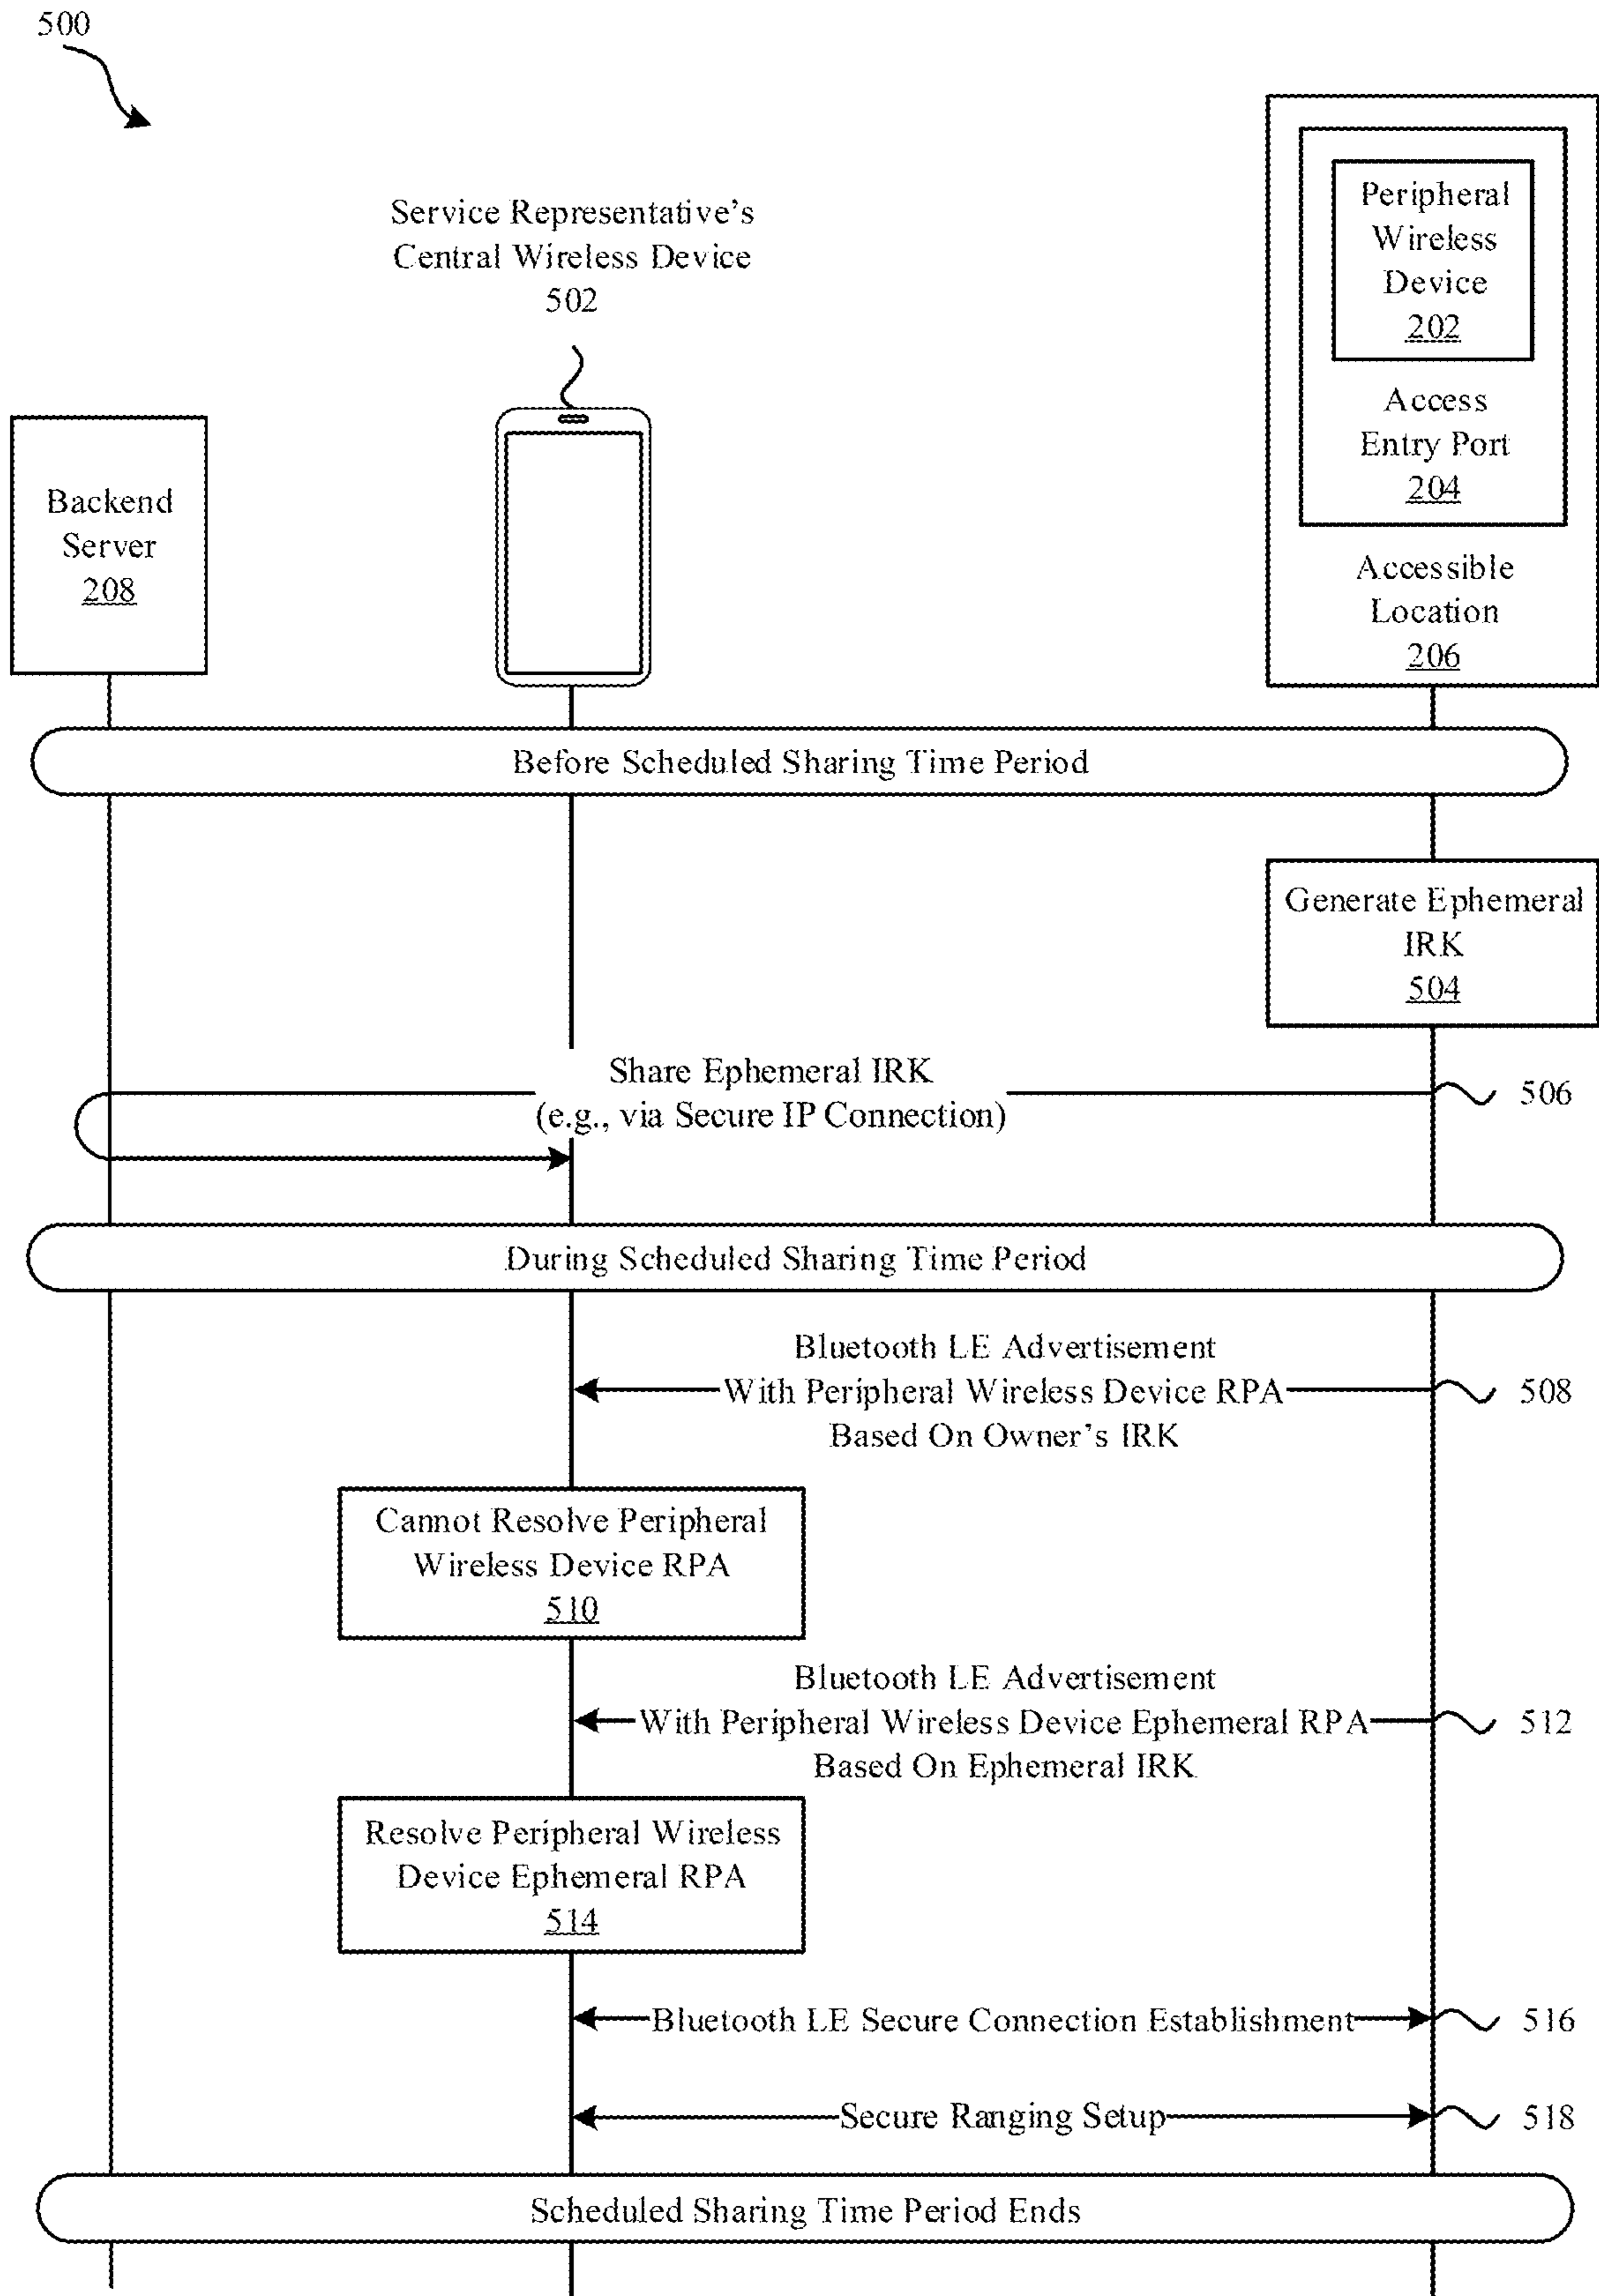 500
Service Representative's
Central Wireless Device
502
Peripheral
Wireless
Device
202
Access
Entry Port
204
Accessible
Location
206
Backend
Server
208
Before Scheduled Sharing Time Period
Generate Ephemeral
IRK
504
Share Ephemeral IRK
(e.g., via Secure IP Connection)
506
During Scheduled Sharing Time Period
Bluetooth LE Advertisement
With Peripheral Wireless Device RPA
Based On Owner's IRK
508
Cannot Resolve Peripheral
Wireless Device RPA
510
Bluetooth LE Advertisement
With Peripheral Wireless Device Ephemeral RPA
Based On Ephemeral IRK
512
Resolve Peripheral Wireless
Device Ephemeral RPA
514
Bluetooth LE Secure Connection Establishment
516
Secure Ranging Setup
518
Scheduled Sharing Time Period Ends